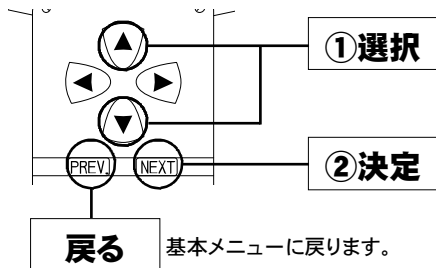 ①選択
PREV.
NEXT
②決定
戻る
基本メニューに戻ります。